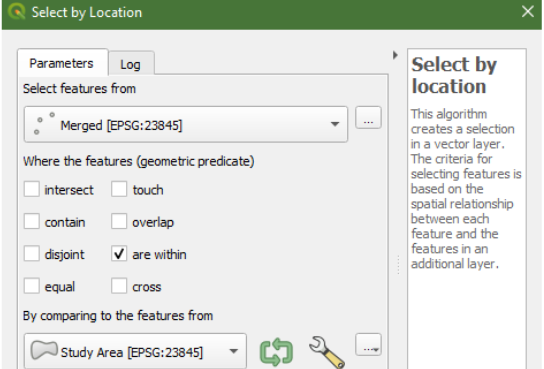 Select by Location
Parameters
Log
Select features from
Merged [EPSG:23845]
...
Where the features (geometric predicate)
intersect
touch
contain
overlap
disjoint
are within
equal
cross
By comparing to the features from
Study Area [EPSG:23845]
...
Select by
location
This algorithm
creates a selection
in a vector layer.
The criteria for
selecting features is
based on the
spatial relationship
between each
feature and the
features in an
additional layer.